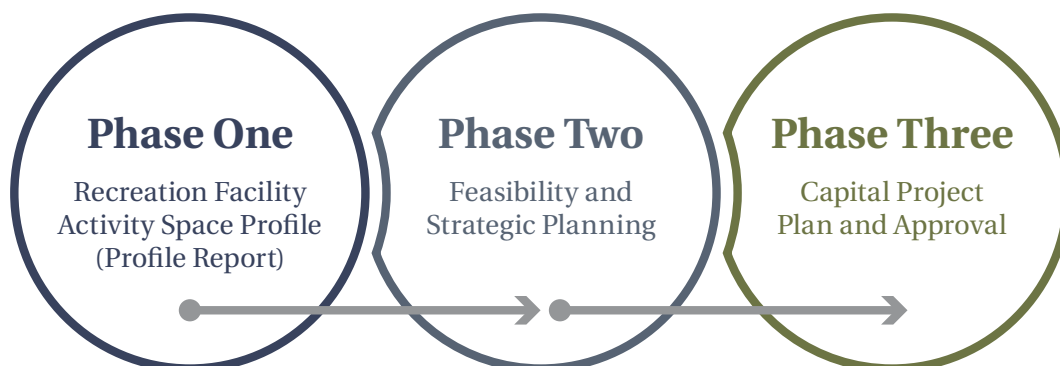 Phase One
Recreation Facility
Activity Space Profile
(Profile Report)
Phase Two
Feasibility and
Strategic Planning
Phase Three
Capital Project
Plan and Approval